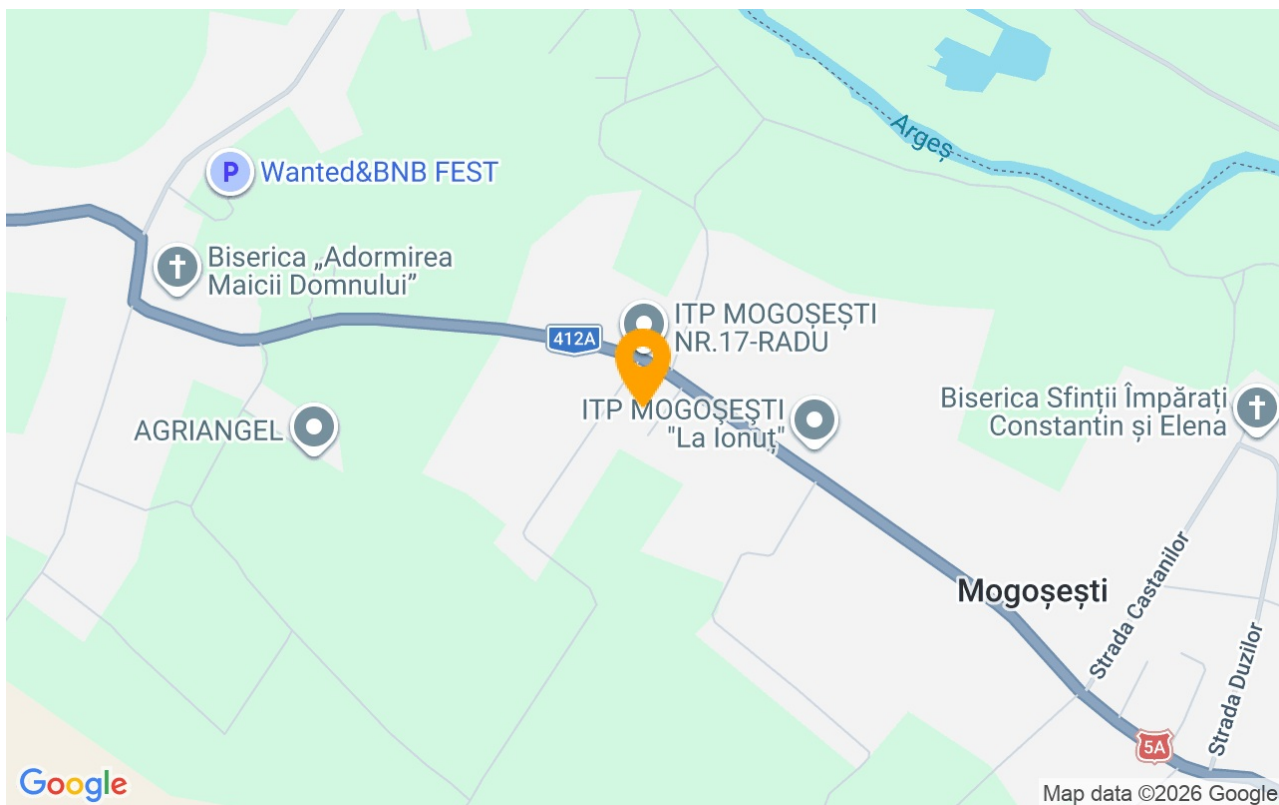 Argeș
P
Wanted&BNB FEST
Biserica „Adormirea
Maicii Domnului”
ITP MOGOȘEȘTI
NR.17-RADU
412A
ITP MOGOŞEŞTI
"La Ionuț"
AGRIANGEL
Biserica Sfinții Împărați
Constantin și Elena
Mogoșești
Strada Castanilor
Strada Duzilor
5A
Google
Map data ©2026 Google